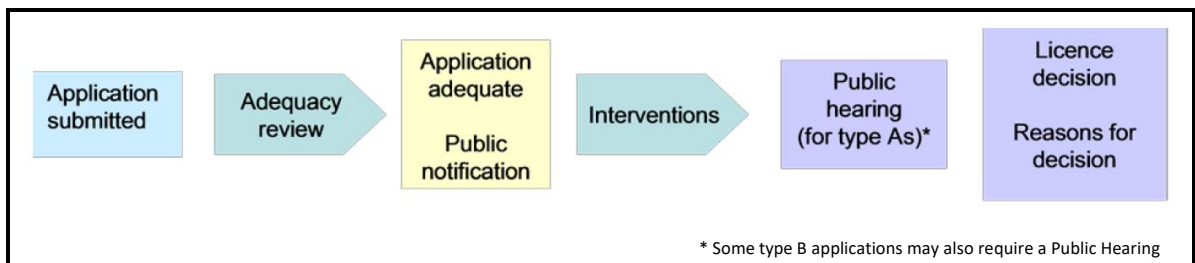 Application
submitted
Adequacy
review
Application
adequate
Public
notification
Interventions
Public
hearing
(for type As)*
Licence
decision
Reasons for
decision
* Some type B applications may also require a Public Hearing